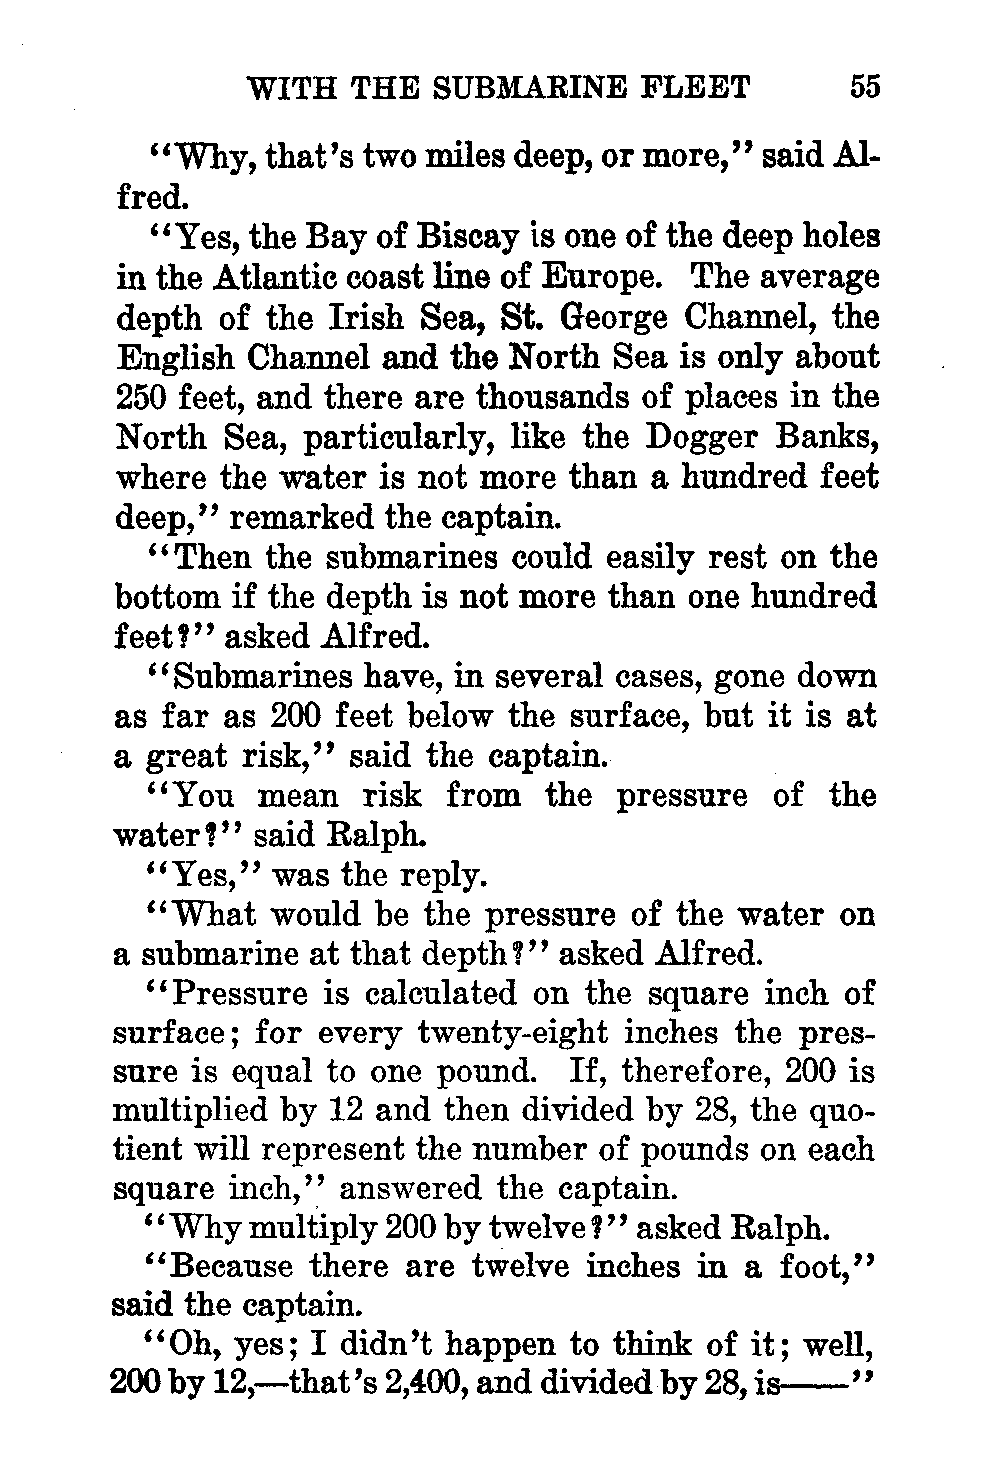 WITH THE SUBMARINE FLEET 55
“Why, that’s two miles deep, or more,” said Al-
fred.
“Yes, the Bay of Biscay is one of the deep holes
in the Atlantic coast line of Europe. The average
depth of the Irish Sea, St. George Channel, the
English Channel and the North Sea is only about
250 feet, and there are thousands of places in the
North Sea, particularly, like the Dogger Banks,
where the water is not more than a hundred feet
deep,” remarked the captain.
“Then the submarines could easily rest on the
bottom if the depth is not more than one hundred
feet?” asked Alfred.
“Submarines have, in several cases, gone down
as far as 200 feet below the surface, but it is at
a great risk,” said the captain.
“You mean risk from the pressure of the
water?” said Ralph.
“Yes,” was the reply.
“What would be the pressure of the water on
a submarine at that depth?” asked Alfred.
“Pressure is calculated on the square inch of
surface; for every twenty-eight inches the pres-
sure is equal to one pound. If, therefore, 200 is
multiplied by 12 and then divided by 28, the quo-
tient will represent the number of pounds on each
square inch,” answered the captain.
“Why multiply 200 by twelve?” asked Ralph.
“Because there are twelve inches in a foot,”
said the captain.
“Oh, yes; I didn’t happen to think of it; well,
200 by 12,—that’s 2,400, and divided by 28, is——”